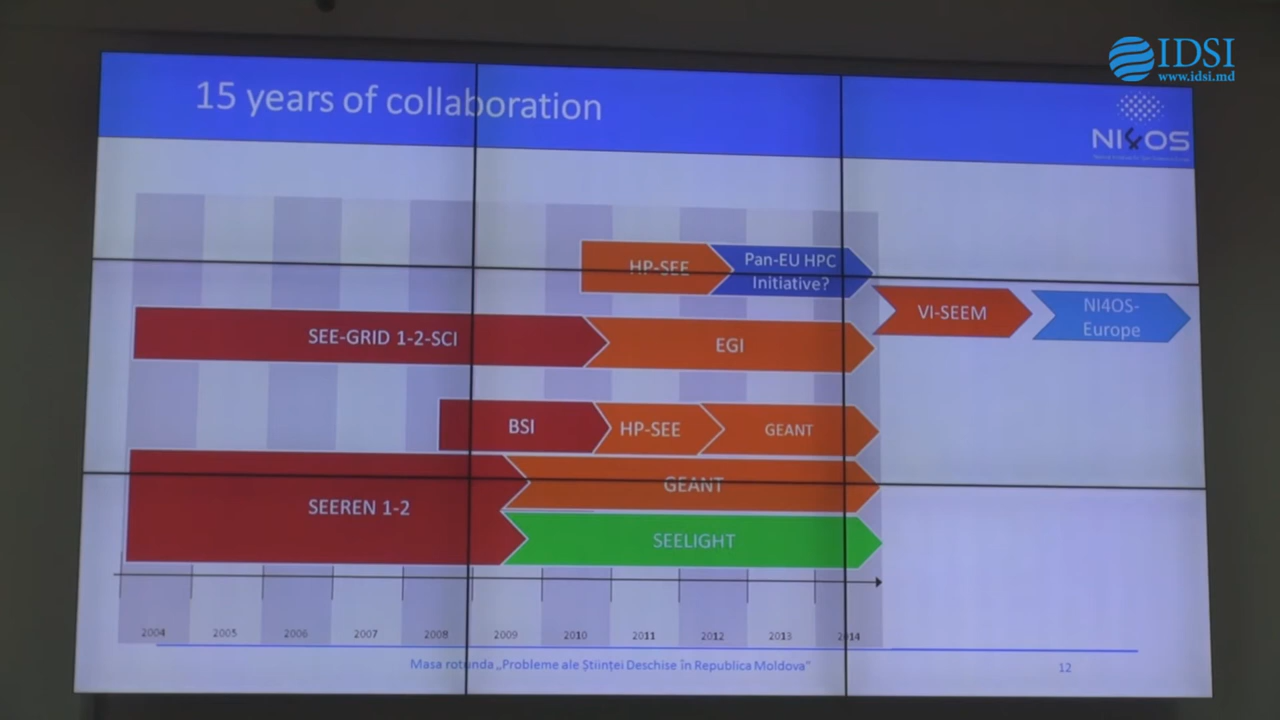 IDSI
www.idsi.md
15 years of collaboration
NI4OS
HP-SEE
Pan-EU HPC
Initiative?
VI-SEEM
NI4OS-
Europe
SEE-GRID 1-2-SCI
EGI
BSI
HP-SEE
GEANT
GEANT
SEEREN 1-2
SEELIGHT
2004
2005
2006
2007
2008
2009
2010
2011
2012
2013
2014
Masa rotunda „Probleme ale Științei Deschise în Republica Moldova”
12